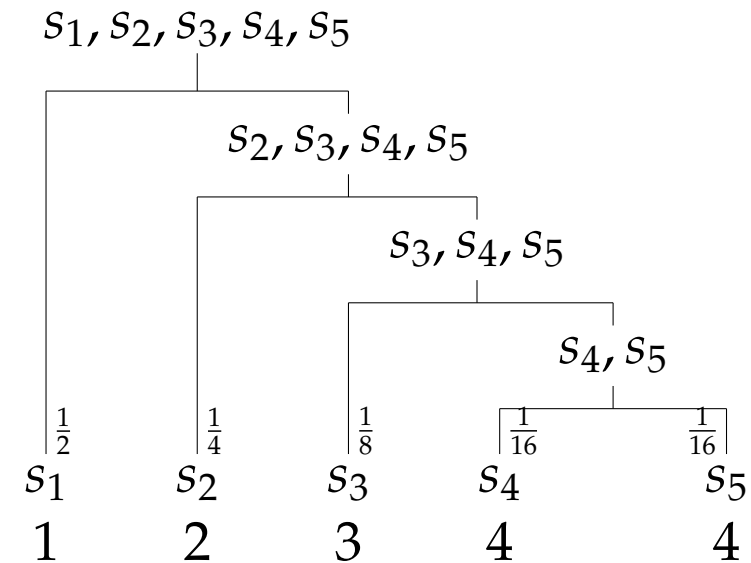 s₁, s₂, s₃, s₄, s₅
s₂, s₃, s₄, s₅
s₃, s₄, s₅
s₄, s₅
1/2 1/4 1/8 1/16 1/16
s₁ s₂ s₃ s₄ s₅
1 2 3 4 4